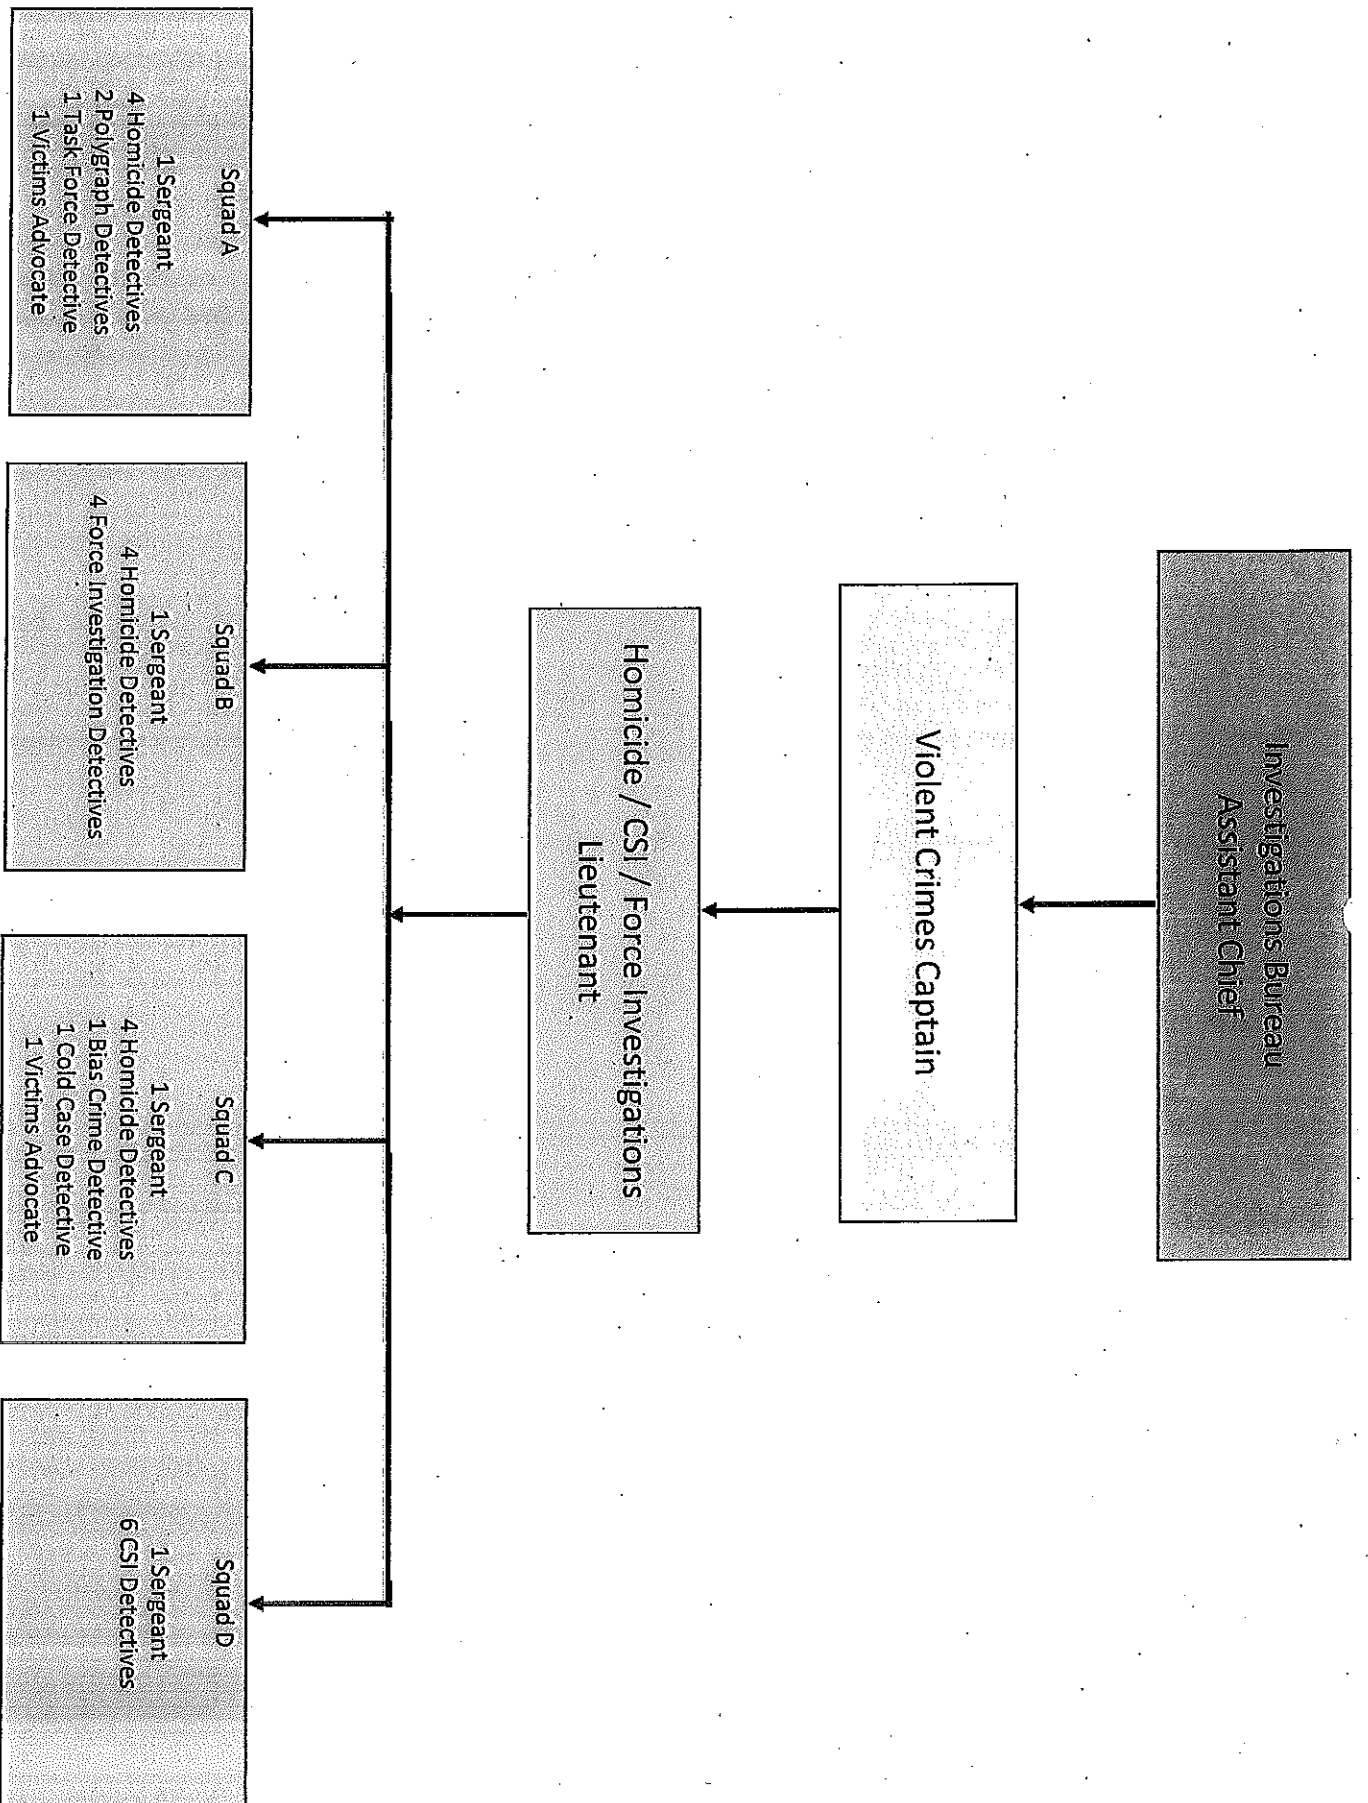 Investigations Bureau
Assistant Chief
Violent Crimes Captain
Homicide / CSI / Force Investigations
Lieutenant
Squad A
1 Sergeant
4 Homicide Detectives
2 Polygraph Detectives
1 Task Force Detective
1 Victims Advocate
Squad B
1 Sergeant
4 Homicide Detectives
4 Force Investigation Detectives
Squad C
1 Sergeant
4 Homicide Detectives
1 Bias Crime Detective
1 Cold Case Detective
1 Victims Advocate
Squad D
1 Sergeant
6 CSI Detectives